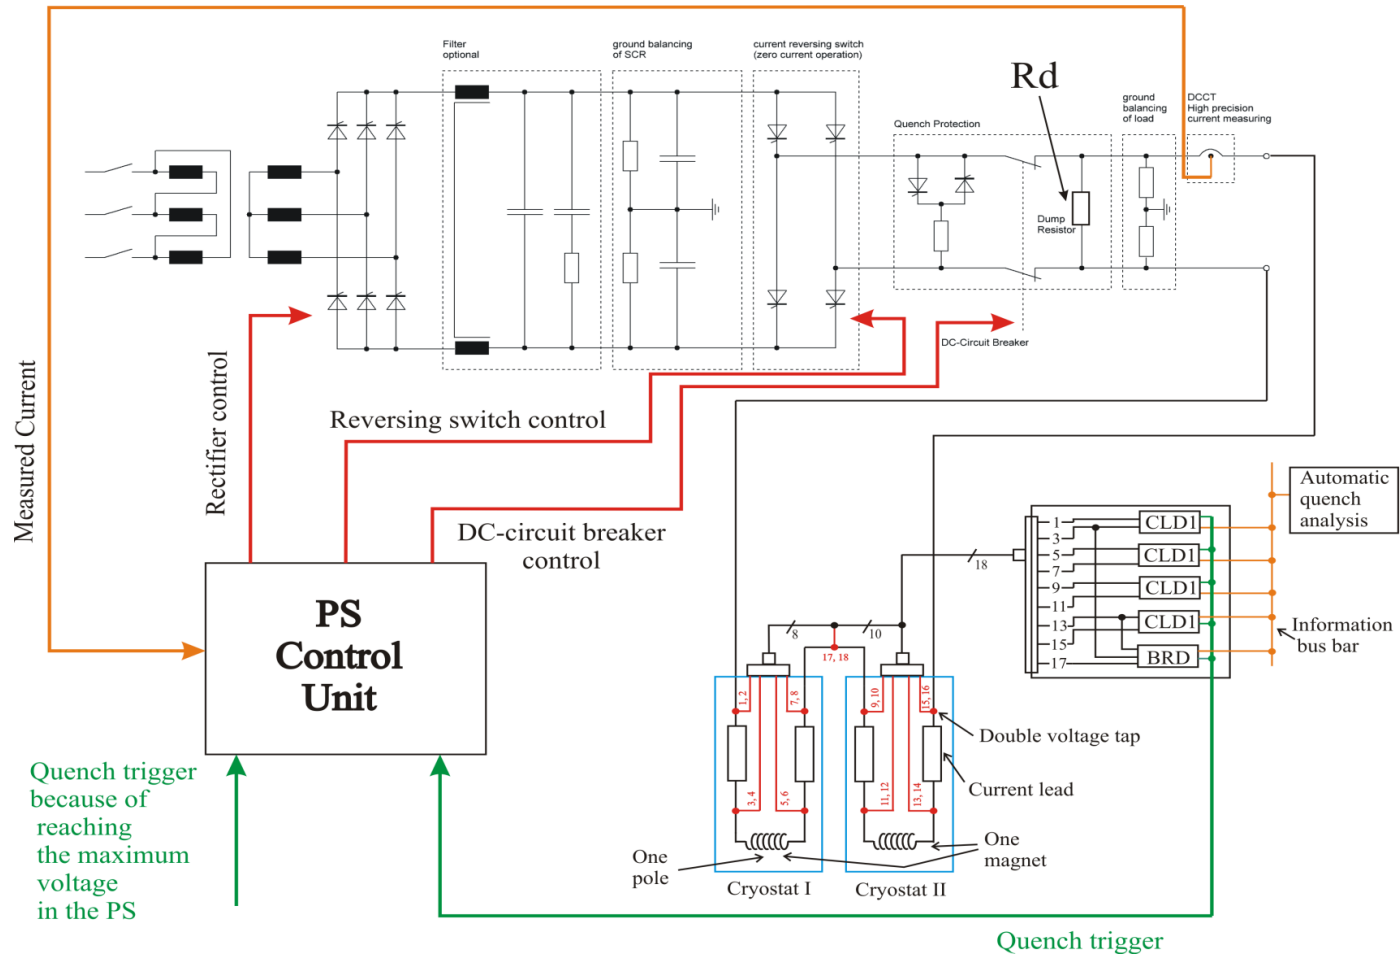 Filter
optional
ground balancing
of SCR
current reversing switch
(zero current operation)
Rd
Quench Protection
ground
balancing
of load
DCCT
High precision
current measuring
Dump
Resistor
DC-Circuit Breaker
Measured Current
Rectifier control
Reversing switch control
DC-circuit breaker
control
PS
Control
Unit
Quench trigger
because of
reaching
the maximum
voltage
in the PS
Automatic
quench
analysis
1
3
5
7
9
11
13
15
17
CLD1
CLD1
CLD1
CLD1
BRD
18
Information
bus bar
8
10
17, 18
1, 2
7, 8
9, 10
15, 16
3, 4
5, 6
11, 12
13, 14
Double voltage tap
Current lead
One
pole
One
magnet
Cryostat I
Cryostat II
Quench trigger